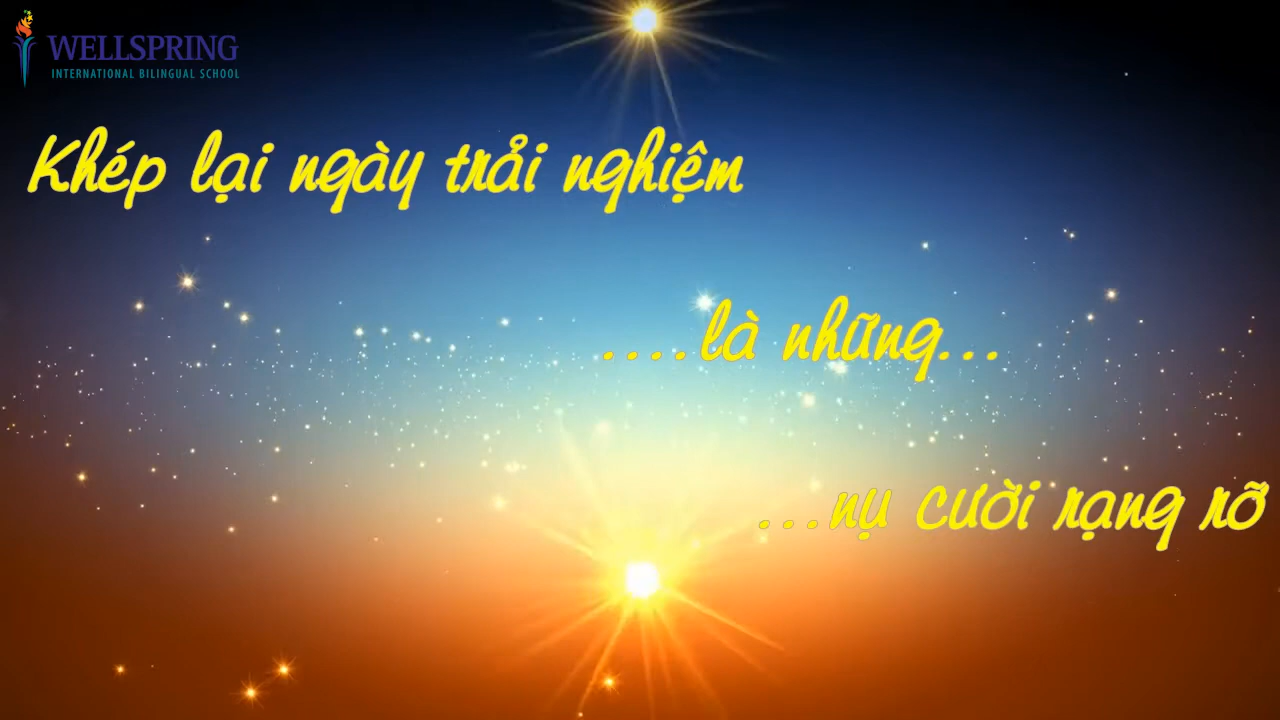 WELLSPRING
INTERNATIONAL BILINGUAL SCHOOL
Khép lại ngày trải nghiệm
....là những...
...nụ cười rạng rỡ